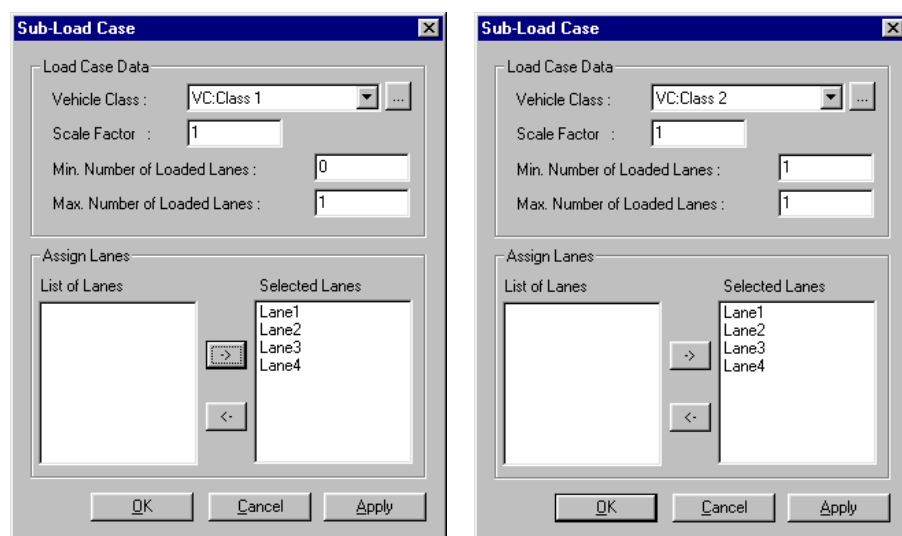 Sub-Load Case
Load Case Data
Vehicle Class : VC:Class 1 ...
Scale Factor : 1
Min. Number of Loaded Lanes : 0
Max. Number of Loaded Lanes : 1
Assign Lanes
List of Lanes Selected Lanes
Lane1
Lane2
Lane3
Lane4
->
<-
OK Cancel Apply
Sub-Load Case
Load Case Data
Vehicle Class : VC:Class 2 ...
Scale Factor : 1
Min. Number of Loaded Lanes : 1
Max. Number of Loaded Lanes : 1
Assign Lanes
List of Lanes Selected Lanes
Lane1
Lane2
Lane3
Lane4
->
<-
OK Cancel Apply